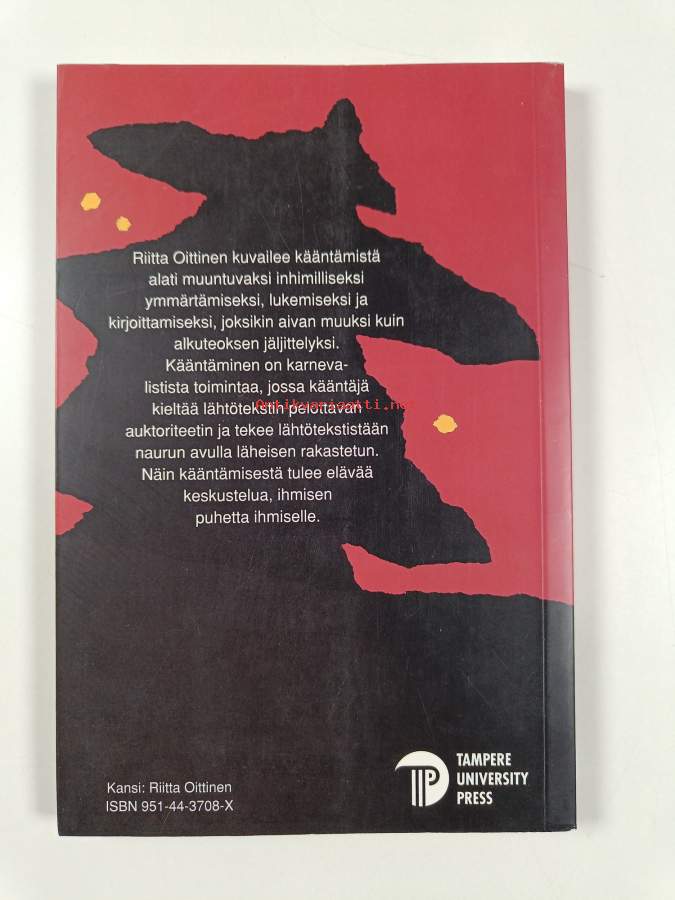 Riitta Oittinen kuvailee kääntämistä
alati muuntuvaksi inhimilliseksi
ymmärtämiseksi, lukemiseksi ja
kirjoittamiseksi, joksikin aivan muuksi kuin
alkuteoksen jäljittelyksi.
Kääntäminen on karneva-
listista toimintaa, jossa kääntäjä
kieltää lähtötekstin pelottavan
Antikvariaatti.net
auktoriteetin ja tekee lähtötekstistään
naurun avulla läheisen rakastetun.
Näin kääntämisestä tulee elävää
keskustelua, ihmisen
puhetta ihmiselle.
Kansi: Riitta Oittinen
ISBN 951-44-3708-X
TAMPERE
UNIVERSITY
PRESS